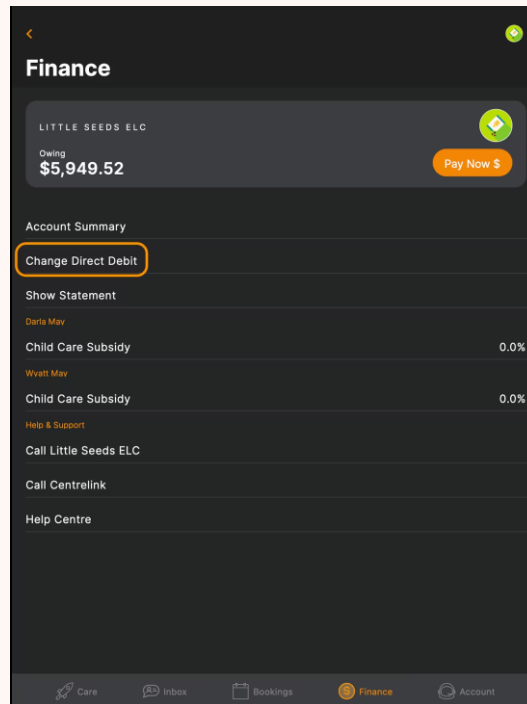 Finance
LITTLE SEEDS ELC
Owing
$5,949.52
Pay Now $
Account Summary
Change Direct Debit
Show Statement
Darla May
Child Care Subsidy 0.0%
Wyatt May
Child Care Subsidy 0.0%
Help & Support
Call Little Seeds ELC
Call Centrelink
Help Centre
Care Inbox Bookings Finance Account